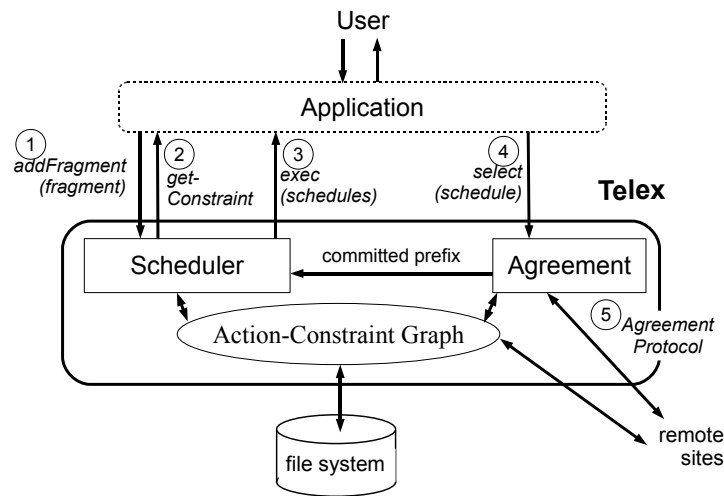 User
Application
1
addFragment
(fragment)
2
get-
Constraint
3
exec
(schedules)
4
select
(schedule)
Telex
Scheduler
committed prefix
Agreement
Action-Constraint Graph
5
Agreement
Protocol
file system
remote
sites